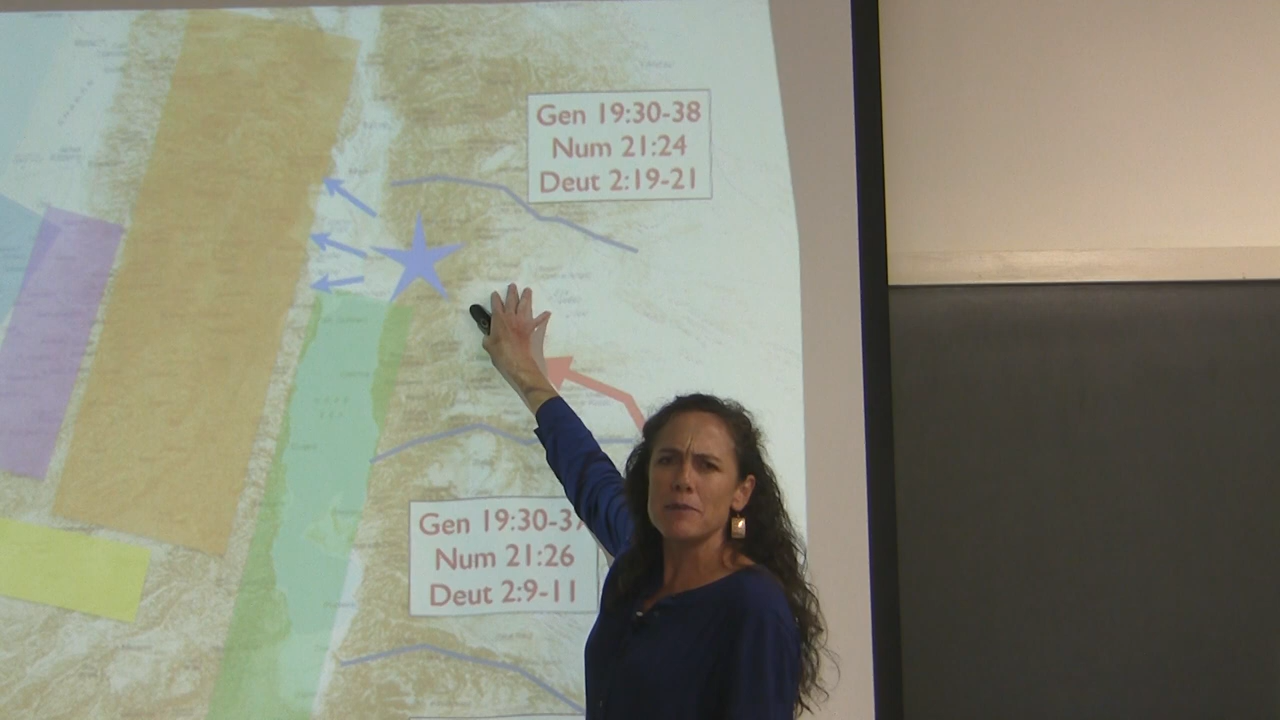 Gen 19:30-38
Num 21:24
Deut 2:19-21
Gen 19:30-37
Num 21:26
Deut 2:9-11